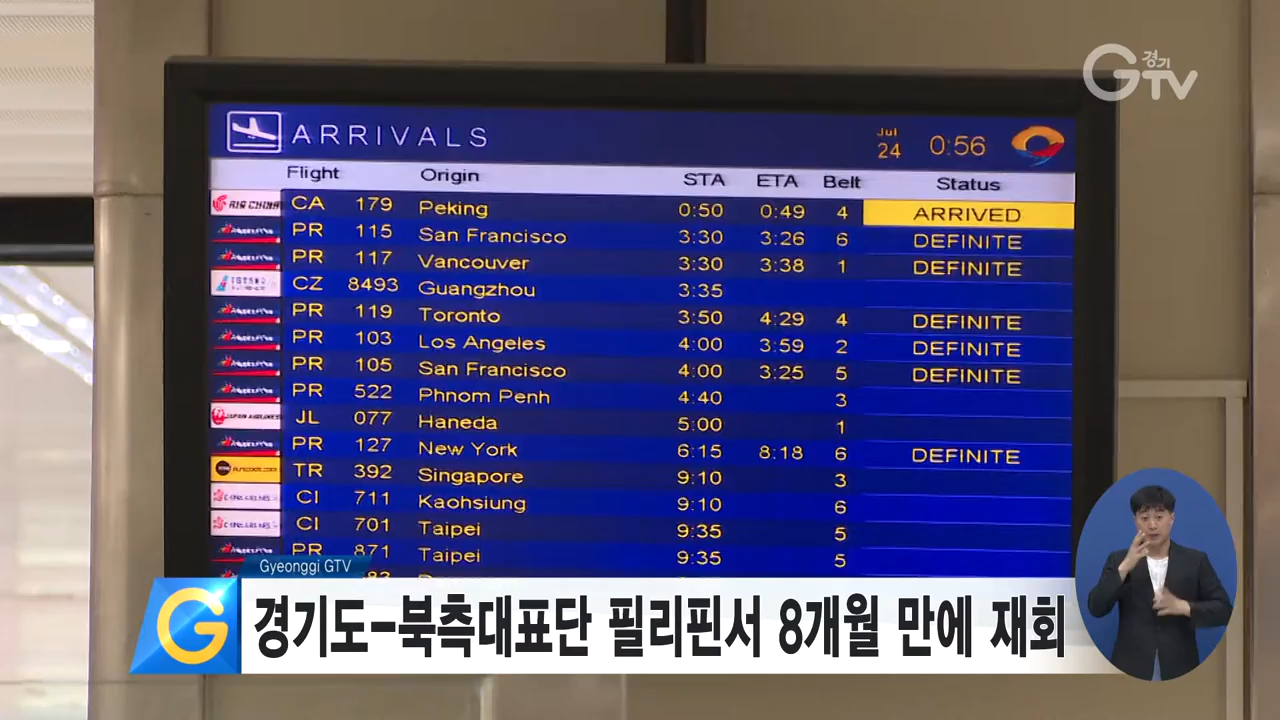 경기
GTV
ARRIVALS
Jul 24 0:56
Flight Origin STA ETA Belt Status
AIR CHINA CA 179 Peking 0:50 0:49 4 ARRIVED
PR 115 San Francisco 3:30 3:26 6 DEFINITE
PR 117 Vancouver 3:30 3:38 1 DEFINITE
CZ 8493 Guangzhou 3:35
PR 119 Toronto 3:50 4:29 4 DEFINITE
PR 103 Los Angeles 4:00 3:59 2 DEFINITE
PR 105 San Francisco 4:00 3:25 5 DEFINITE
PR 522 Phnom Penh 4:40 3
JAPAN AIRLINES JL 077 Haneda 5:00 1
PR 127 New York 6:15 8:18 6 DEFINITE
TR 392 Singapore 9:10 3
CI 711 Kaohsiung 9:10 6
CI 701 Taipei 9:35 5
PR 871 Taipei 9:35 5
Gyeonggi GTV
G 경기도-북측대표단 필리핀서 8개월 만에 재회